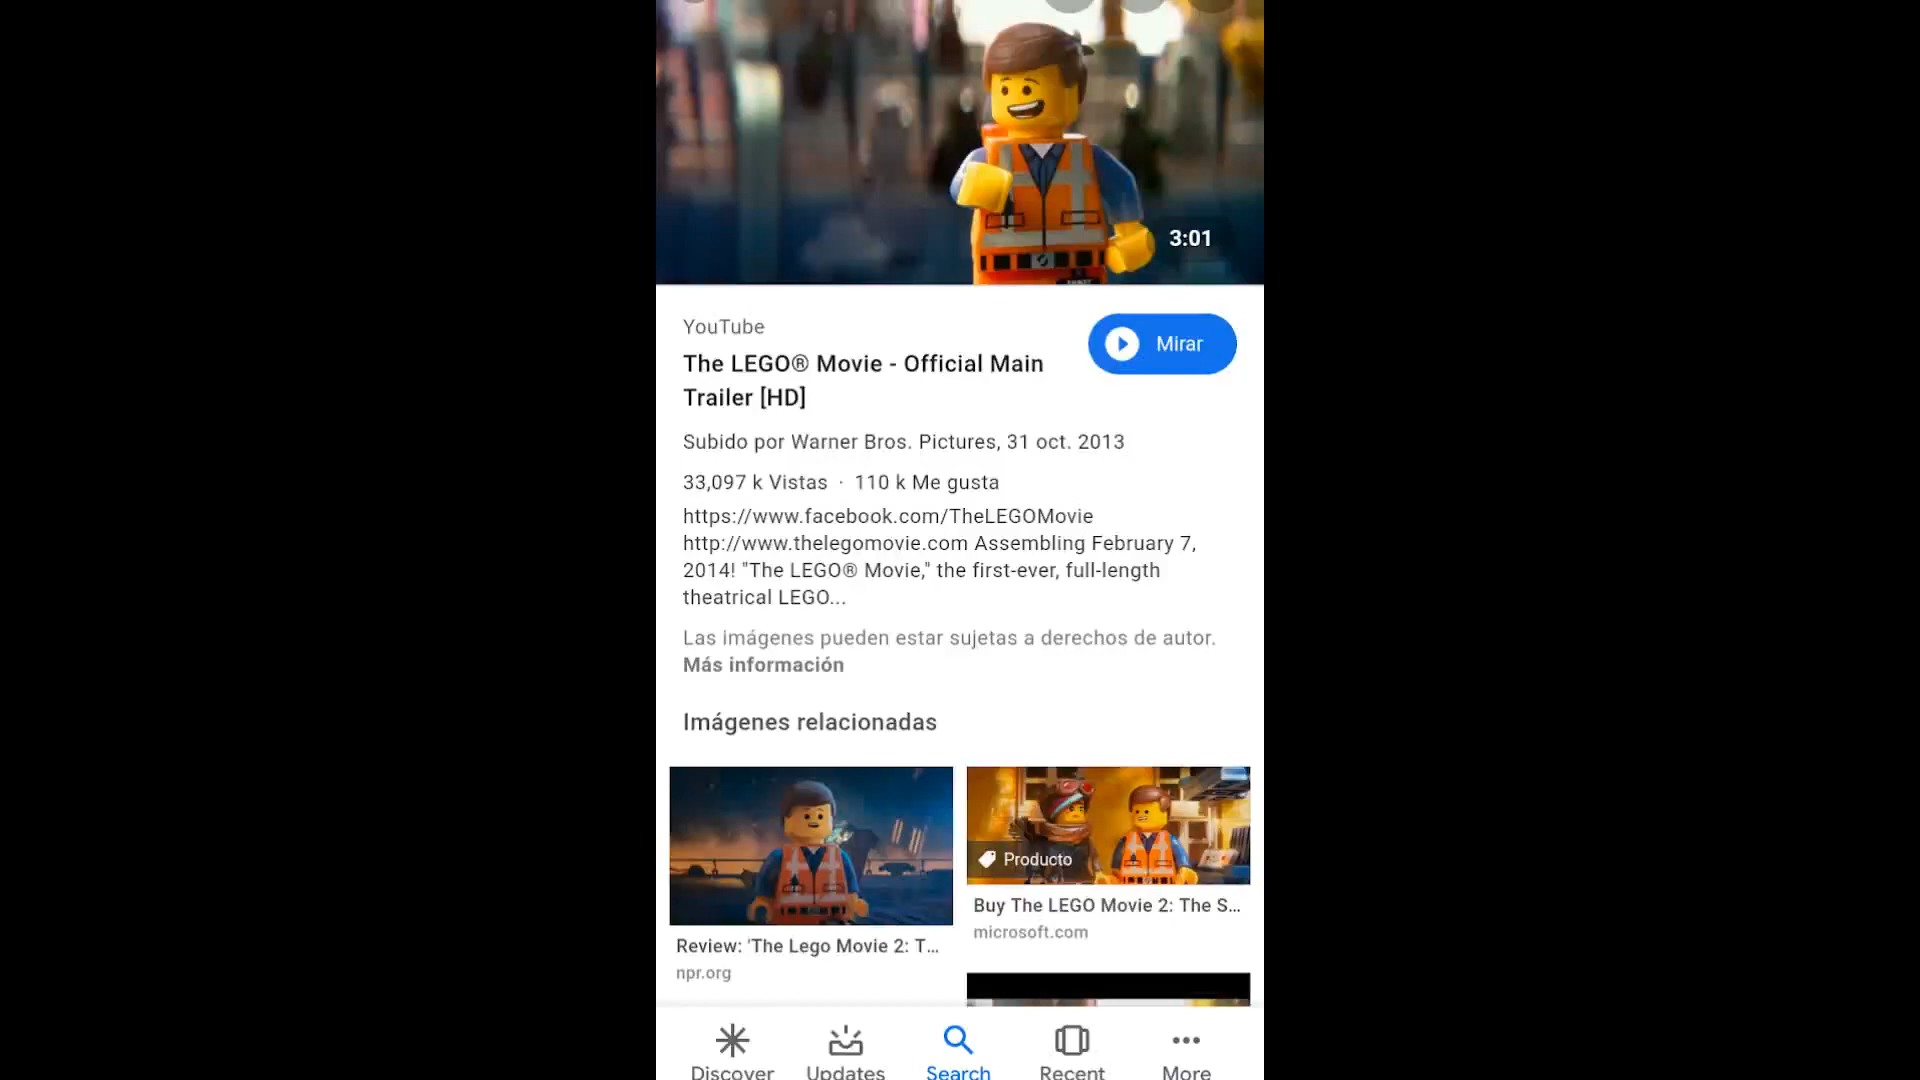 3:01
YouTube
Mirar
The LEGO® Movie - Official Main
Trailer [HD]
Subido por Warner Bros. Pictures, 31 oct. 2013
33,097 k Vistas · 110 k Me gusta
https://www.facebook.com/TheLEGOMovie
http://www.thelegomovie.com Assembling February 7,
2014! "The LEGO® Movie," the first-ever, full-length
theatrical LEGO...
Las imágenes pueden estar sujetas a derechos de autor.
Más información
Imágenes relacionadas
Producto
Buy The LEGO Movie 2: The S...
microsoft.com
Review: 'The Lego Movie 2: T...
npr.org
Discover Updates Search Recent More